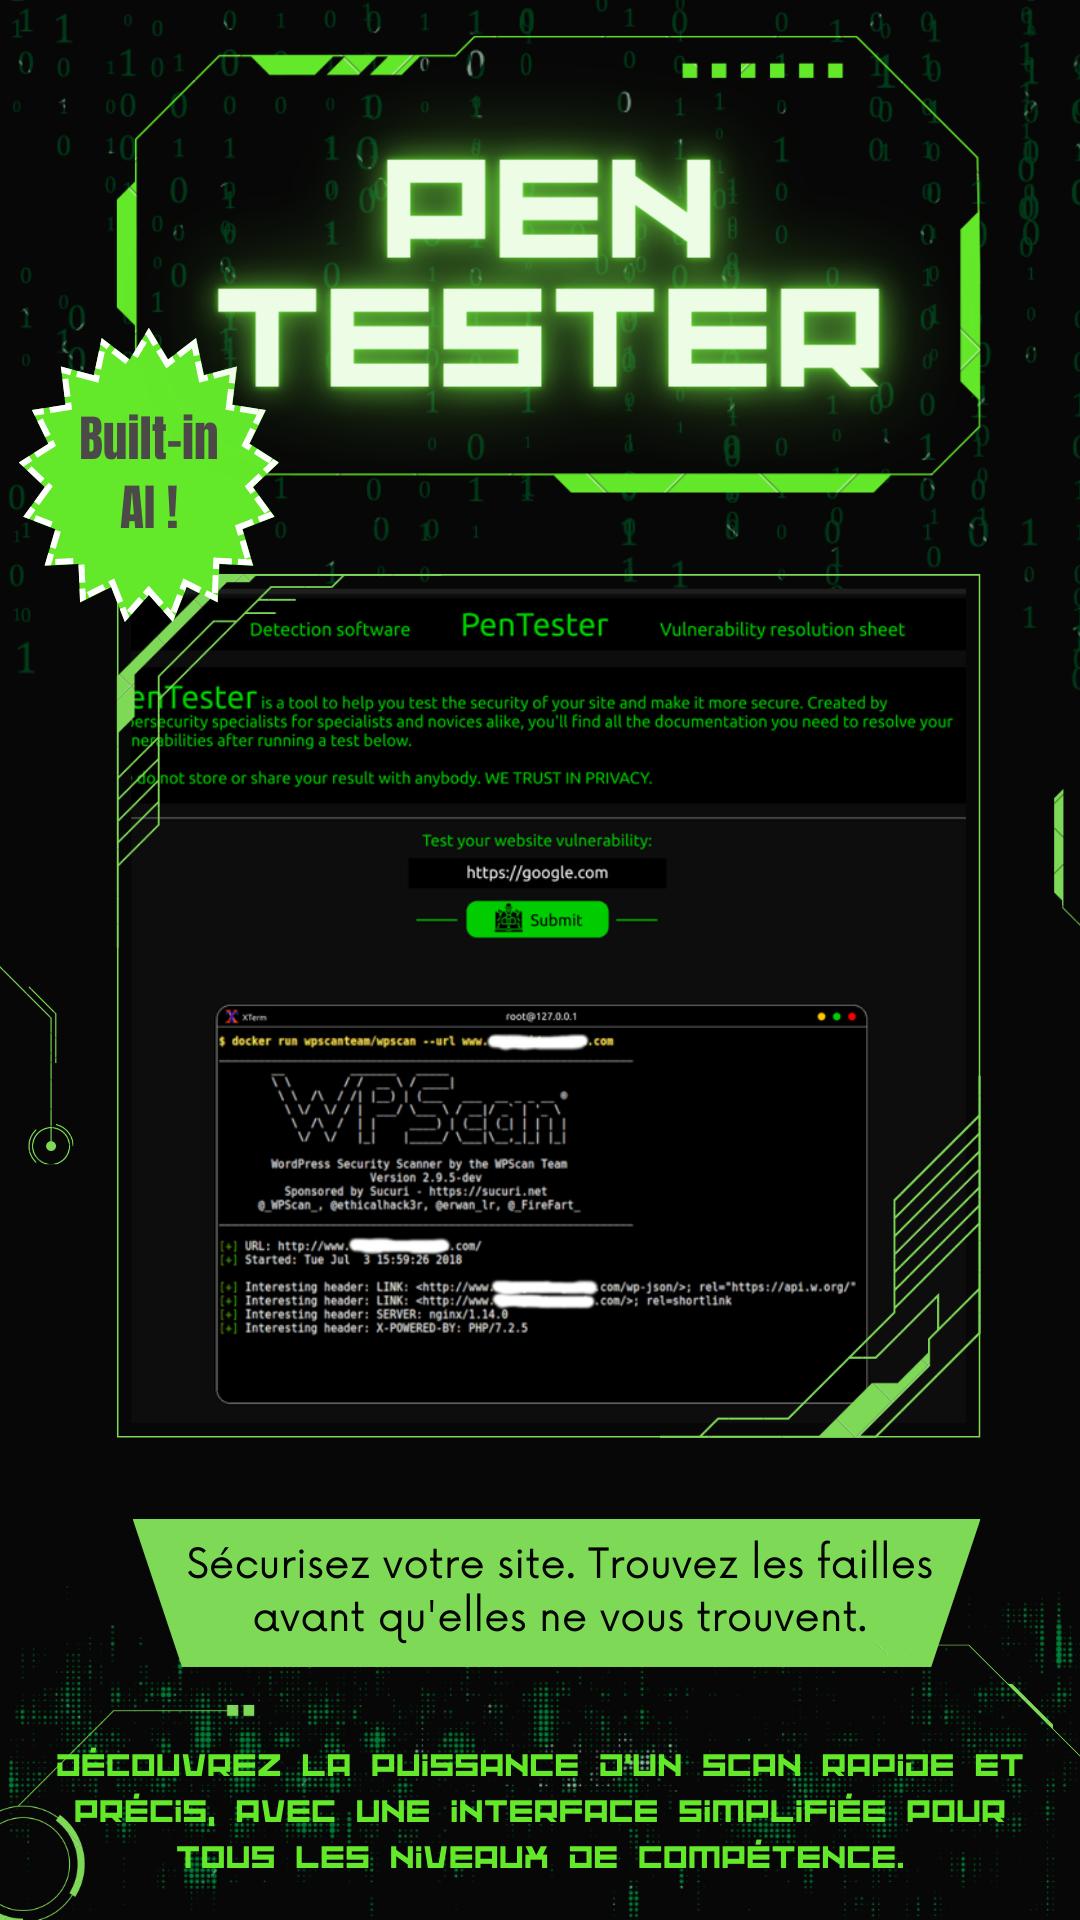 PEN
TESTER
Built-in
AI !
Detection software PenTester Vulnerability resolution sheet
enTester is a tool to help you test the security of your site and make it more secure. Created by
ersecurity specialists for specialists and novices alike, you'll find all the documentation you need to resolve your
nerabilities after running a test below.
do not store or share your result with anybody. WE TRUST IN PRIVACY.
Test your website vulnerability:
https://google.com
Submit
XTerm root@127.0.0.1
$ docker run wpscanteam/wpscan --url www. .com
WPScan ®
WordPress Security Scanner by the WPScan Team
Version 2.9.5-dev
Sponsored by Sucuri - https://sucuri.net
@_WPScan_, @ethicalhack3r, @erwan_lr, @_FireFart_
[+] URL: http://www. .com/
[+] Started: Tue Jul 3 15:59:26 2018
[+] Interesting header: LINK: <http://www. .com/wp-json/>; rel="https://api.w.org/"
[+] Interesting header: LINK: <http://www. .com/>; rel=shortlink
[+] Interesting header: SERVER: nginx/1.14.0
[+] Interesting header: X-POWERED-BY: PHP/7.2.5
Sécurisez votre site. Trouvez les failles
avant qu'elles ne vous trouvent.
DÉCOUVREZ LA PUISSANCE D'UN SCAN RAPIDE ET
PRÉCIS, AVEC UNE INTERFACE SIMPLIFIÉE POUR
TOUS LES NIVEAUX DE COMPÉTENCE.